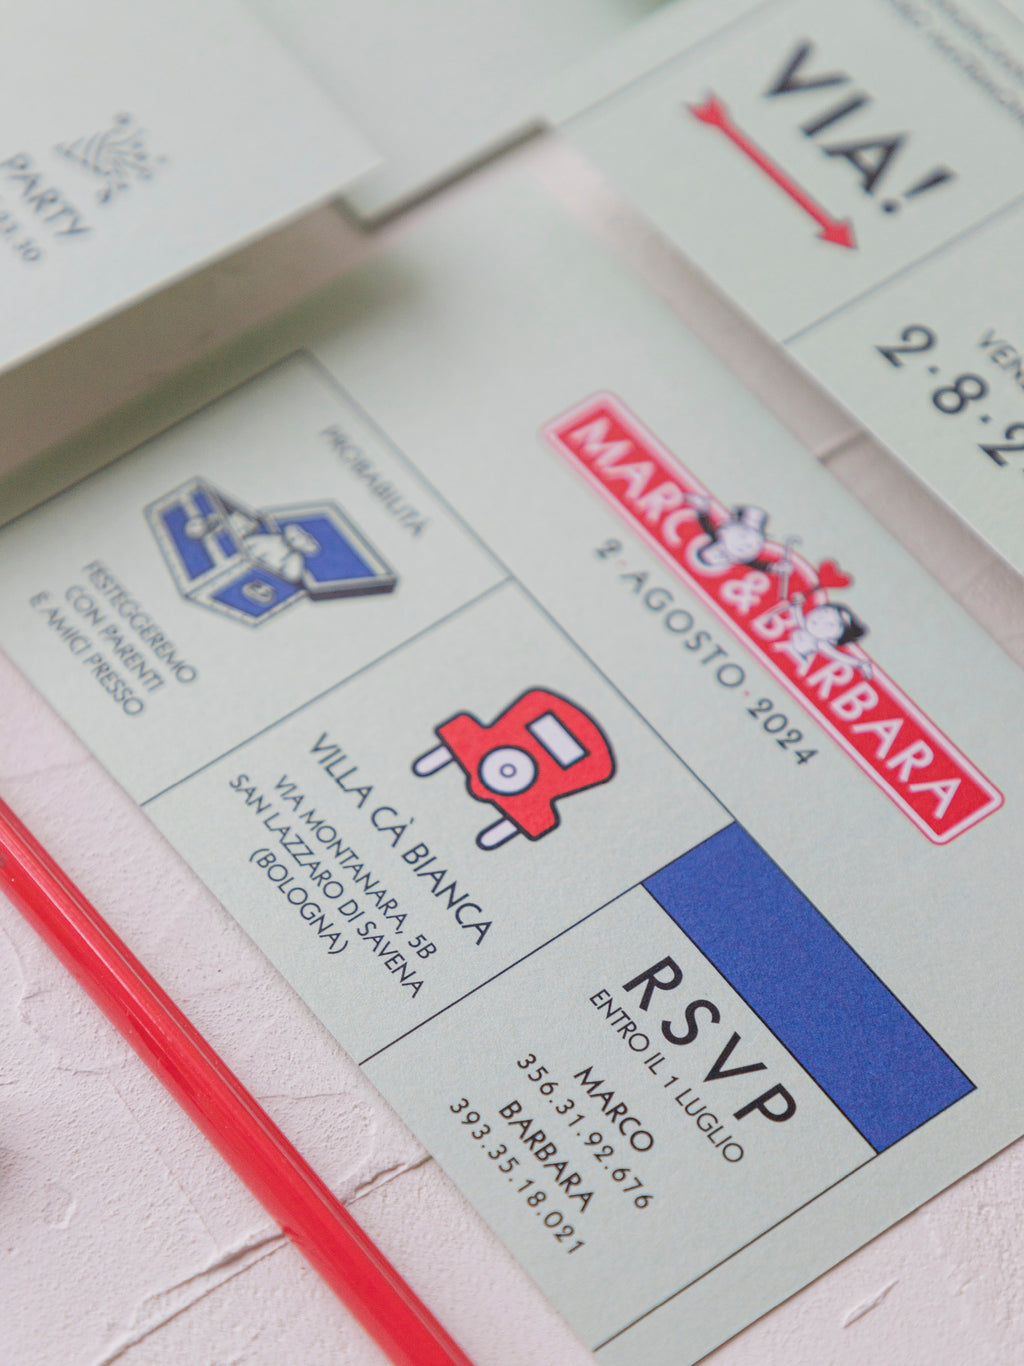 PARTY
VIA!
MARCO & BARBARA
2·AGOSTO·2024
PROBABILITÀ
FESTEGGEREMO
CON PARENTI
E AMICI PRESSO
VILLA CÀ BIANCA
VIA MONTANARA, 5B
SAN LAZZARO DI SAVENA
(BOLOGNA)
RSVP
ENTRO IL 1 LUGLIO
MARCO
356.31.92.676
BARBARA
393.35.18.021
2·8·2